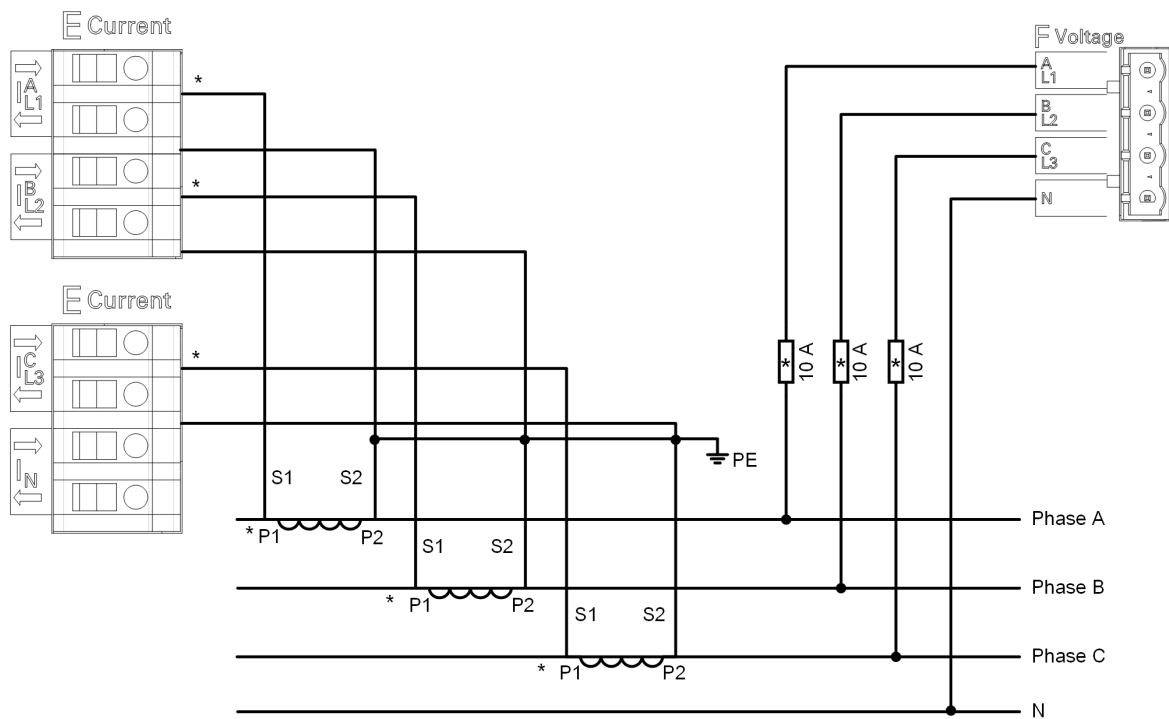 E Current
*
I A L1
*
I B L2
E Current
*
I C L3
I N
F Voltage
A
L1
B
L2
C
L3
N
* 10 A
* 10 A
* 10 A
PE
S1 S2
* P1 P2
Phase A
S1 S2
* P1 P2
Phase B
S1 S2
* P1 P2
Phase C
N